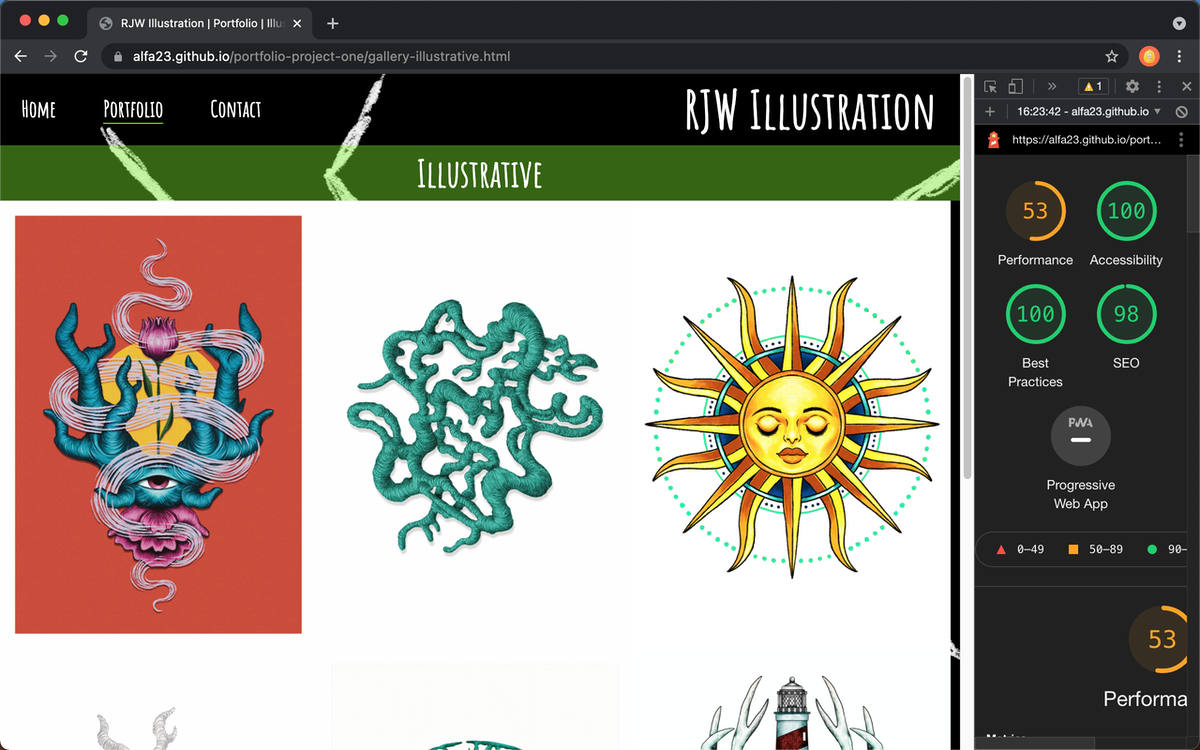 RJW Illustration | Portfolio | Illus
alfa23.github.io/portfolio-project-one/gallery-illustrative.html
Home Portfolio Contact
RJW Illustration
Illustrative
1
16:23:42 - alfa23.github.io
https://alfa23.github.io/port...
53
Performance
100
Accessibility
100
Best
Practices
98
SEO
PWA
Progressive
Web App
0–49 50–89 90–
53
Performa